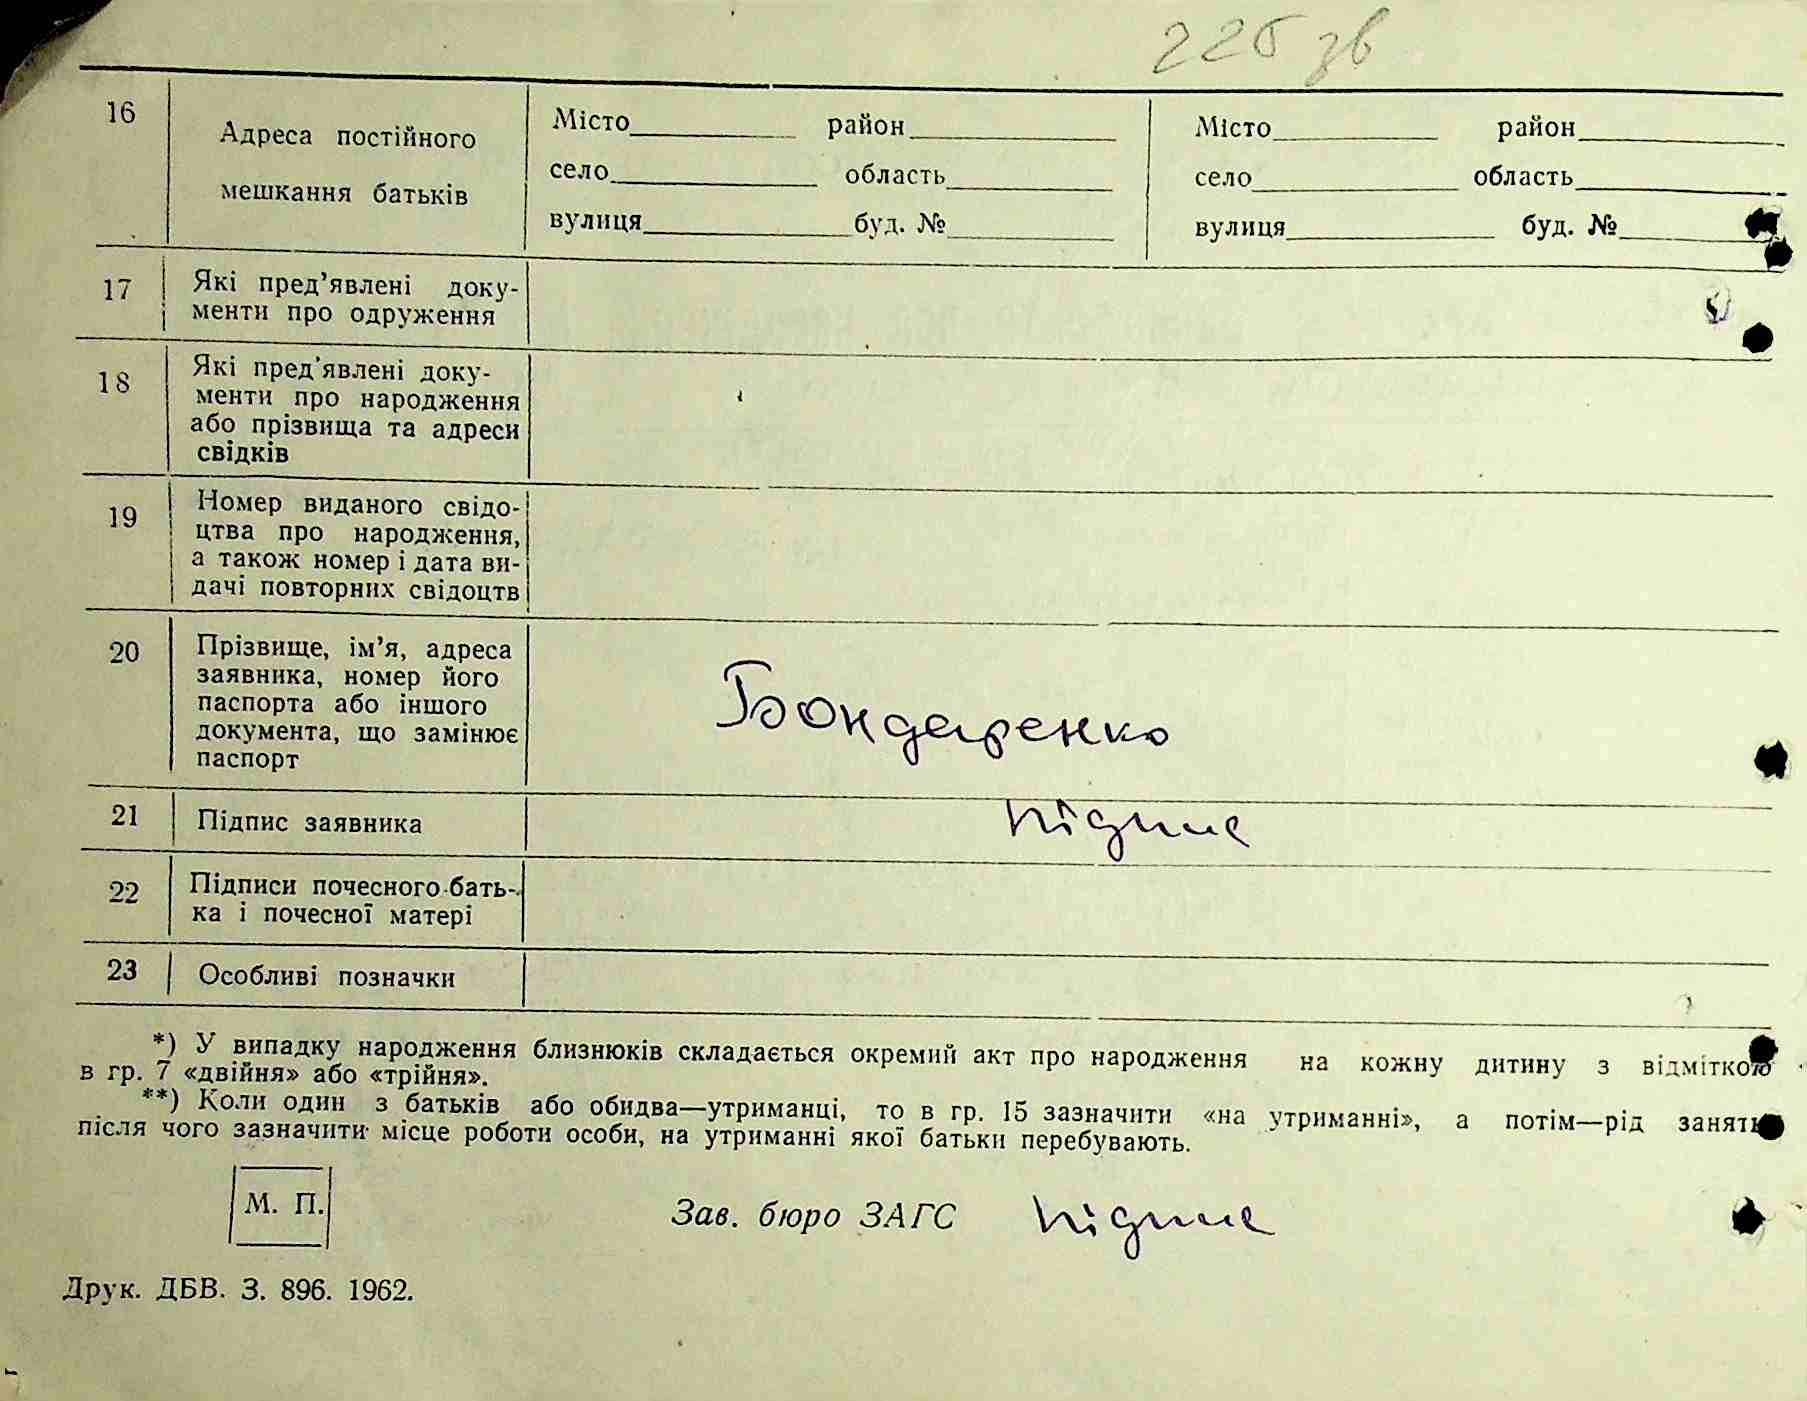 226 зв
16 Адреса постійного Місто район Місто район
село область село область
мешкання батьків
вулиця буд. № вулиця буд. №
17 Які пред’явлені доку-
менти про одруження
18 Які пред’явлені доку-
менти про народження
або прізвища та адреси
свідків
19 Номер виданого свідо-
цтва про народження,
а також номер і дата ви-
дачі повторних свідоцтв
20 Прізвище, ім’я, адреса
заявника, номер його
паспорта або іншого
документа, що замінює
паспорт
Бондаренко
21 Підпис заявника підпис
22 Підписи почесного бать-
ка і почесної матері
23 Особливі позначки
*) У випадку народження близнюків складається окремий акт про народження на кожну дитину з відміткою
в гр. 7 «двійня» або «трійня».
**) Коли один з батьків або обидва—утриманці, то в гр. 15 зазначити «на утриманні», а потім—рід
після чого зазначити місце роботи особи, на утриманні якої батьки перебувають.
М. П. Зав. бюро ЗАГС підпис
Друк. ДБВ. З. 896. 1962.